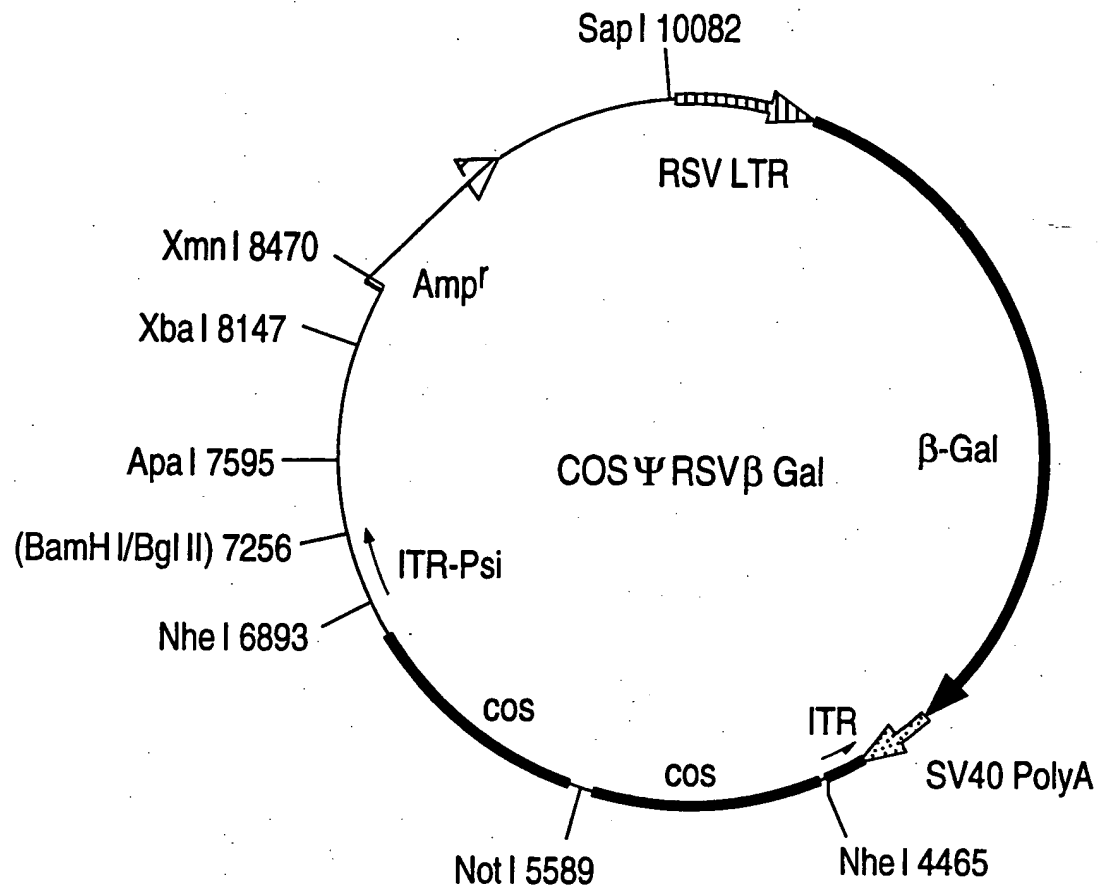 Sap I 10082
RSV LTR
Xmn I 8470
Ampʳ
Xba I 8147
β-Gal
Apa I 7595
COS Ψ RSV β Gal
(BamH I/Bgl II) 7256
ITR-Psi
Nhe I 6893
cos
ITR
cos
SV40 PolyA
Not I 5589
Nhe I 4465